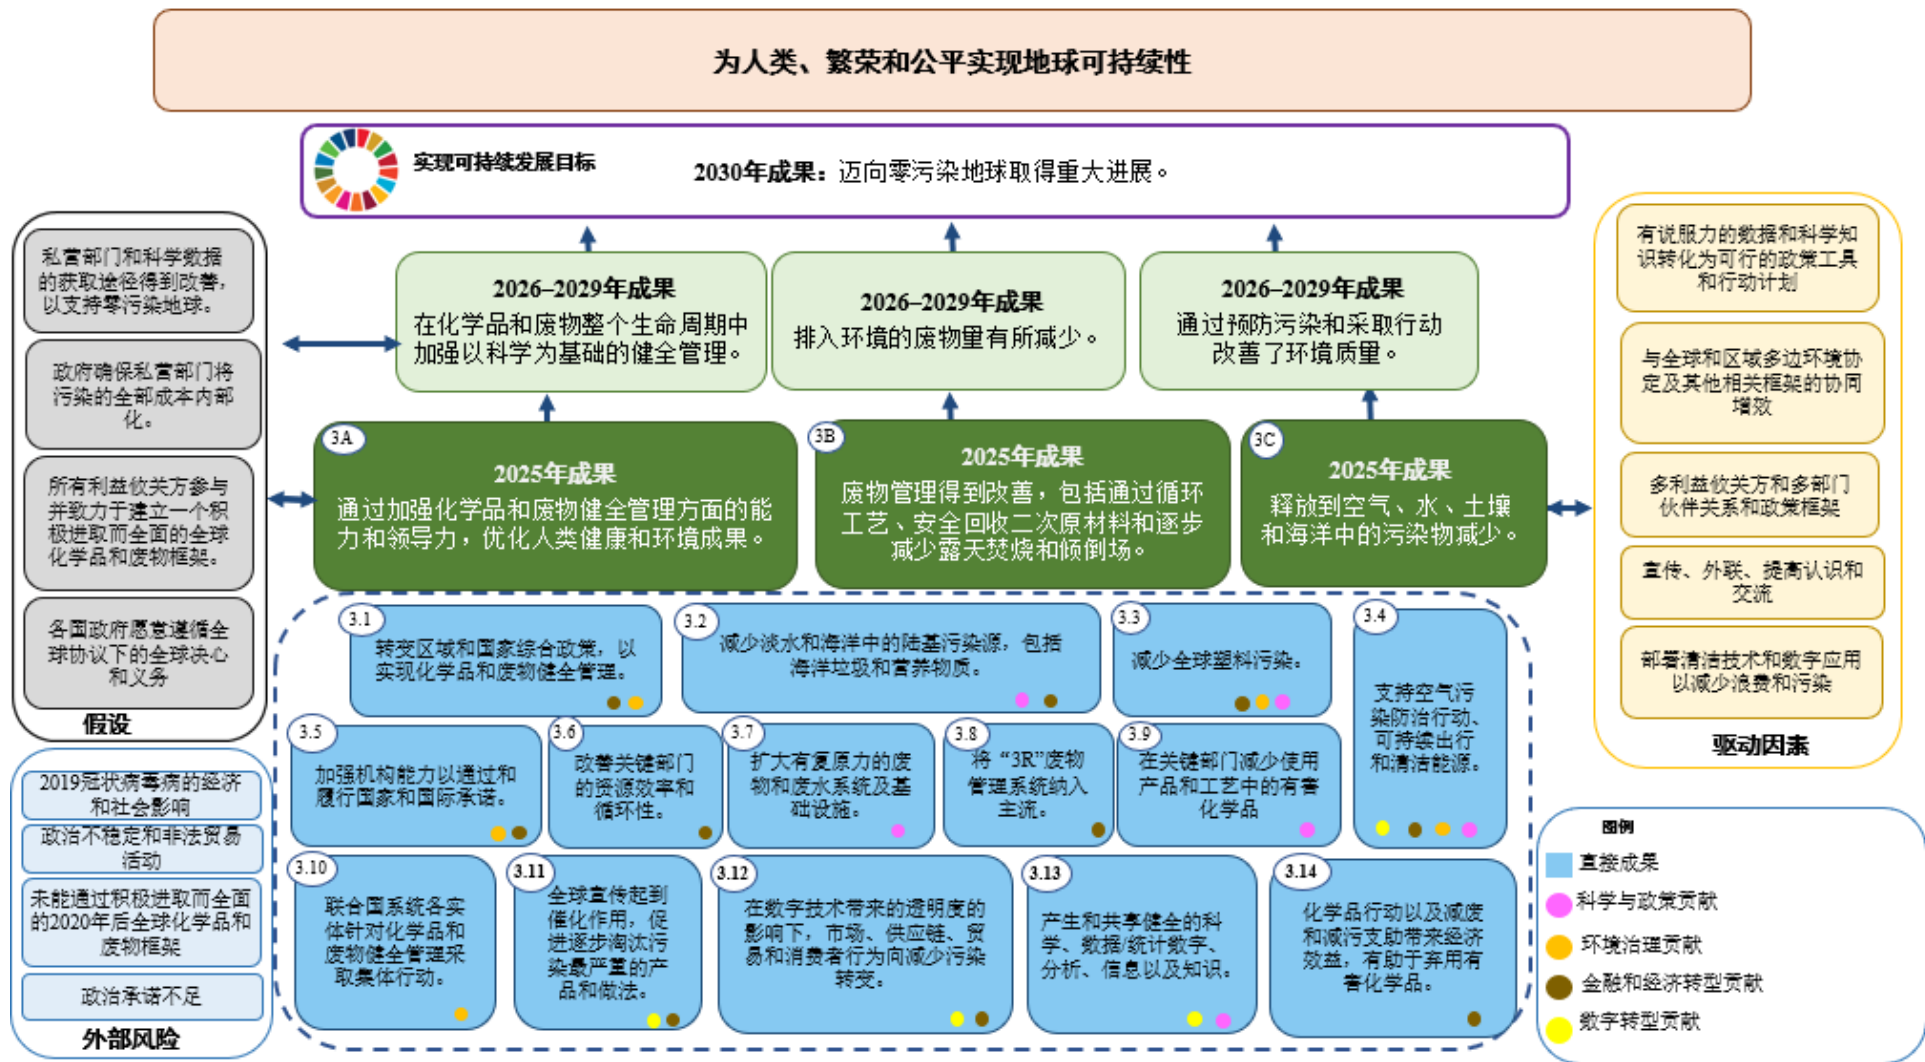 为人类、繁荣和公平实现地球可持续性
实现可持续发展目标
2030年成果：迈向零污染地球取得重大进展。
私营部门和科学数据
的获取途径得到改善，
以支持零污染地球。
政府确保私营部门将
污染的全部成本内部
化。
所有利益攸关方参与
并致力于建立一个积
极进取而全面的全球
化学品和废物框架。
各国政府愿意遵循全
球协议下的全球决心
和义务
假设
2019冠状病毒病的经济
和社会影响
政治不稳定和非法贸易
活动
未能通过积极进取而全面
的2020年后全球化学品和
废物框架
政治承诺不足
外部风险
2026–2029年成果
在化学品和废物整个生命周期中
加强以科学为基础的健全管理。
2026–2029年成果
排入环境的废物量有所减少。
2026–2029年成果
通过预防污染和采取行动
改善了环境质量。
3A
2025年成果
通过加强化学品和废物健全管理方面的能
力和领导力，优化人类健康和环境成果。
3B
2025年成果
废物管理得到改善，包括通过循环
工艺、安全回收二次原材料和逐步
减少露天焚烧和倾倒场。
3C
2025年成果
释放到空气、水、土壤
和海洋中的污染物减少。
3.1
转变区域和国家综合政策，以
实现化学品和废物健全管理。
3.2
减少淡水和海洋中的陆基污染源，包括
海洋垃圾和营养物质。
3.3
减少全球塑料污染。
3.4
支持空气污
染防治行动、
可持续出行
和清洁能源。
3.5
加强机构能力以通过和
履行国家和国际承诺。
3.6
改善关键部门
的资源效率和
循环性。
3.7
扩大有复原力的废
物和废水系统及基
础设施。
3.8
将“3R”废物
管理系统纳入
主流。
3.9
在关键部门减少使用
产品和工艺中的有害
化学品
3.10
联合国系统各实
体针对化学品和
废物健全管理采
取集体行动。
3.11
全球宣传起到
催化作用，促
进逐步淘汰污
染最严重的产
品和做法。
3.12
在数字技术带来的透明度的
影响下，市场、供应链、贸
易和消费者行为向减少污染
转变。
3.13
产生和共享健全的科
学、数据/统计数字、
分析、信息以及知识。
3.14
化学品行动以及减废
和减污支助带来经济
效益，有助于弃用有
害化学品。
有说服力的数据和科学知
识转化为可行的政策工具
和行动计划
与全球和区域多边环境协
定及其他相关框架的协同
增效
多利益攸关方和多部门
伙伴关系和政策框架
宣传、外联、提高认识和
交流
部署清洁技术和数字应用
以减少浪费和污染
驱动因素
图例
直接成果
科学与政策贡献
环境治理贡献
金融和经济转型贡献
数字转型贡献